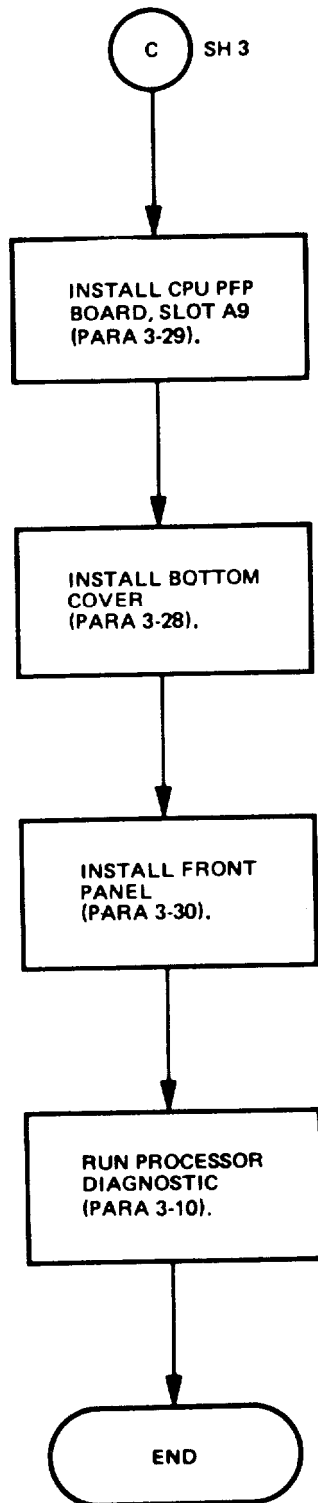 C SH 3
INSTALL CPU PFP
BOARD, SLOT A9
(PARA 3-29).
INSTALL BOTTOM
COVER
(PARA 3-28).
INSTALL FRONT
PANEL
(PARA 3-30).
RUN PROCESSOR
DIAGNOSTIC
(PARA 3-10).
END